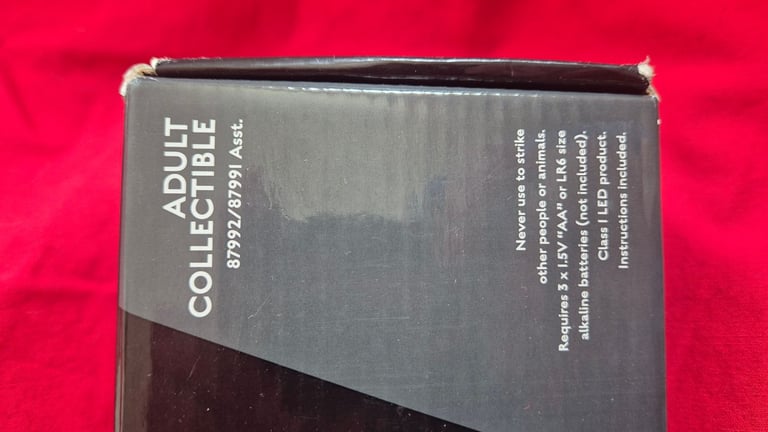 ADULT
COLLECTIBLE
87992/87991 Asst.
Never use to strike
other people or animals.
Requires 3 x 1.5V "AA" or LR6 size
alkaline batteries (not included).
Class 1 LED product.
Instructions included.